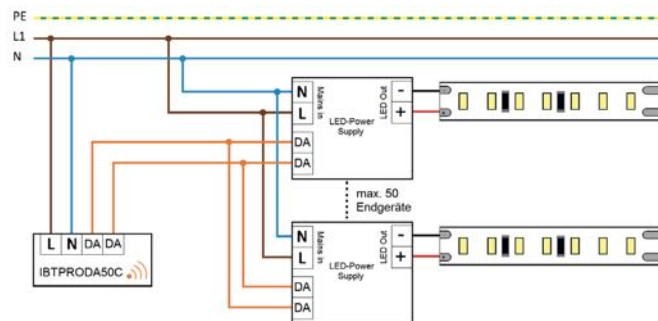 PE
L1
N
N
L
DA
DA
Mains in
LED-Power
Supply
LED Out
-
+
max. 50
Endgeräte
L N DA DA
IBTPRODA50C
N
L
DA
DA
Mains in
LED-Power
Supply
LED Out
-
+